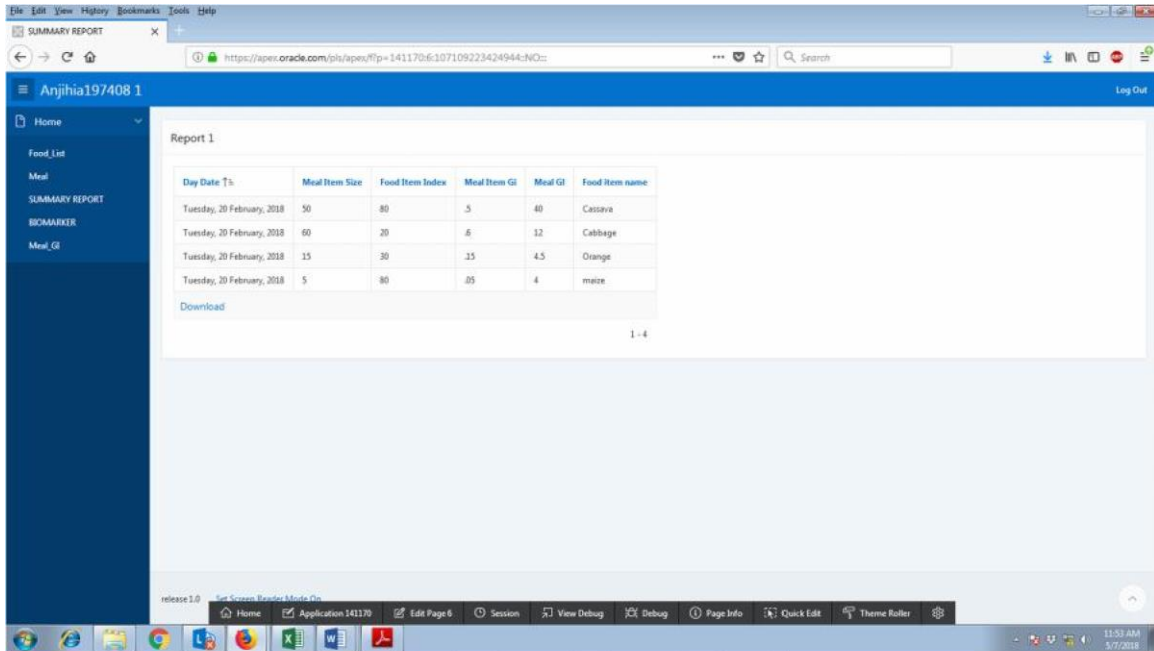 File Edit View History Bookmarks Tools Help
SUMMARY REPORT
https://apex.oracle.com/pls/apex/f?p=141170:6:107109223424944::NO:::
Search
Anjihia197408 1
Log Out
Home
Food_List
Meal
SUMMARY REPORT
BIOMARKER
Meal_GI
Report 1
Day Date Meal Item Size Food Item Index Meal Item Gi Meal GI Food item name
Tuesday, 20 February, 2018 50 80 .5 40 Cassava
Tuesday, 20 February, 2018 60 20 .6 12 Cabbage
Tuesday, 20 February, 2018 15 30 .15 4.5 Orange
Tuesday, 20 February, 2018 5 80 .05 4 maize
Download
1 - 4
release 1.0 Set Screen Reader Mode On
Home Application 141170 Edit Page 6 Session View Debug Debug Page Info Quick Edit Theme Roller
11:53 AM
5/7/2018